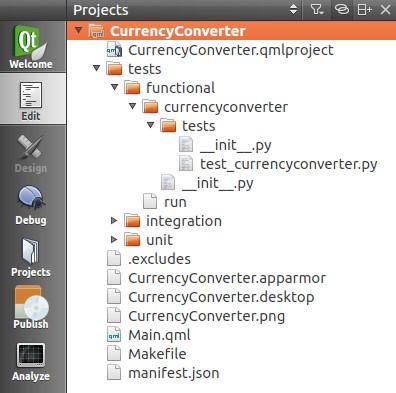 Projects
CurrencyConverter
CurrencyConverter.qmlproject
tests
functional
currencyconverter
tests
__init__.py
test_currencyconverter.py
__init__.py
run
integration
unit
.excludes
CurrencyConverter.apparmor
CurrencyConverter.desktop
CurrencyConverter.png
Main.qml
Makefile
manifest.json
Qt
Welcome
Edit
Design
Debug
Projects
Publish
Analyze